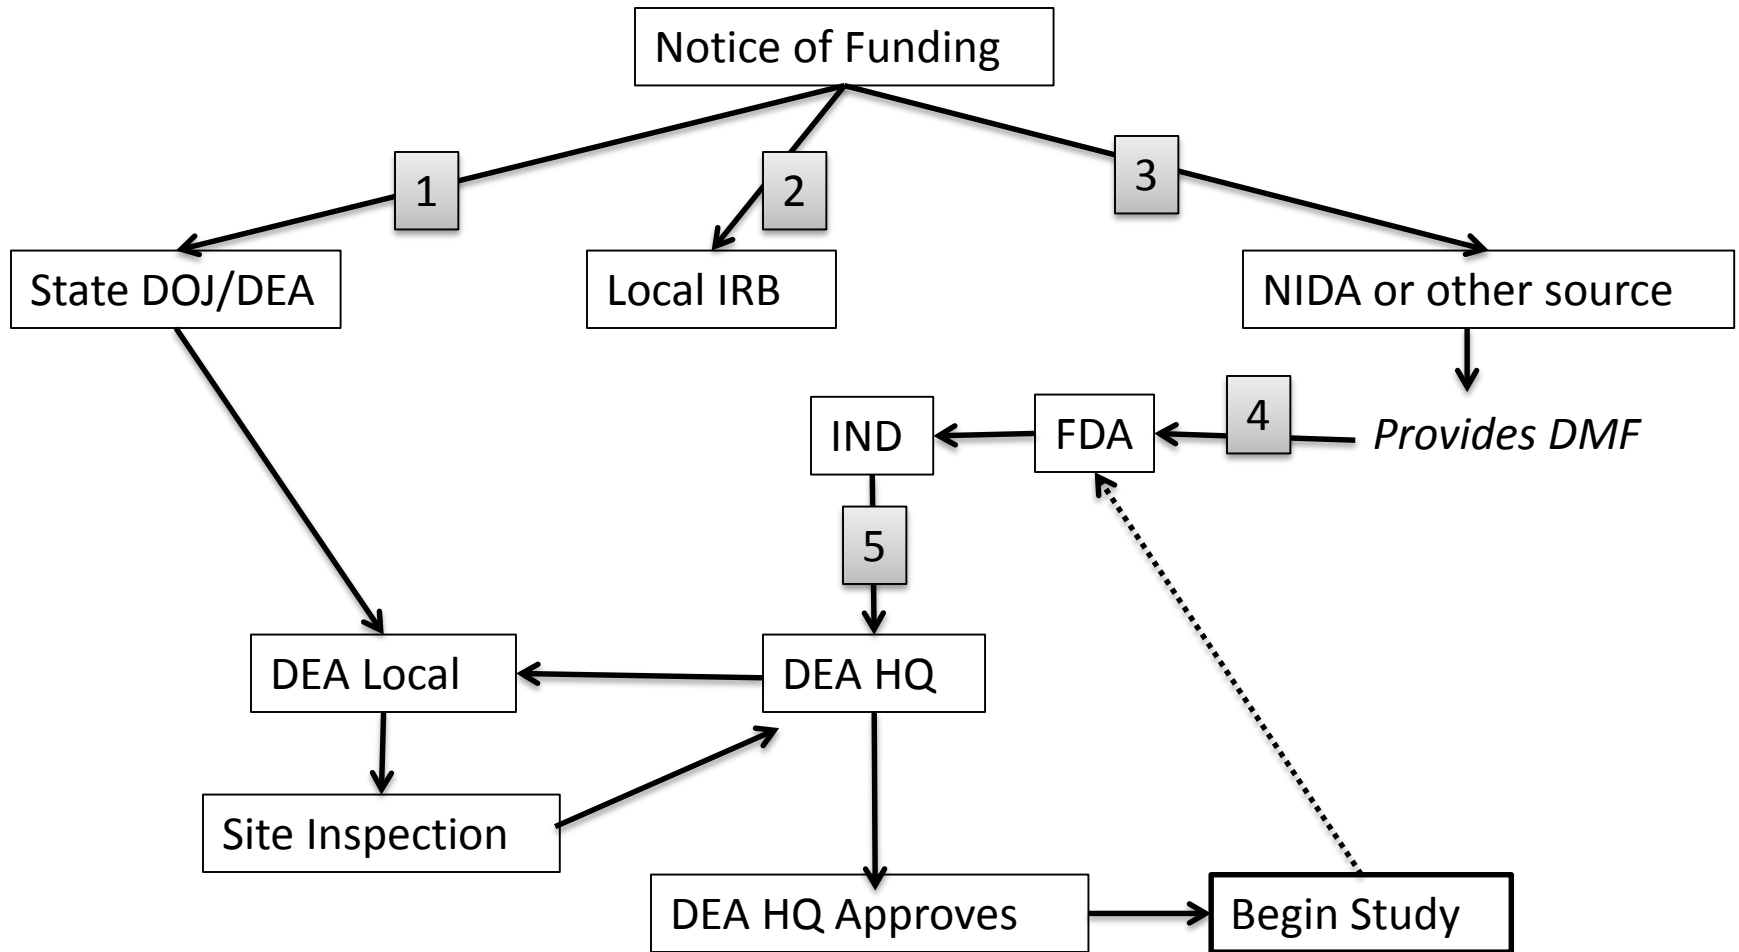 Notice of Funding
1
2
3
State DOJ/DEA
Local IRB
NIDA or other source
IND
FDA
4
Provides DMF
5
DEA Local
DEA HQ
Site Inspection
DEA HQ Approves
Begin Study